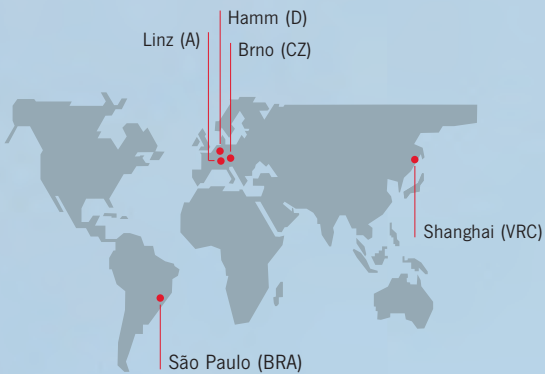 Hamm (D)
Linz (A)
Brno (CZ)
Shanghai (VRC)
São Paulo (BRA)